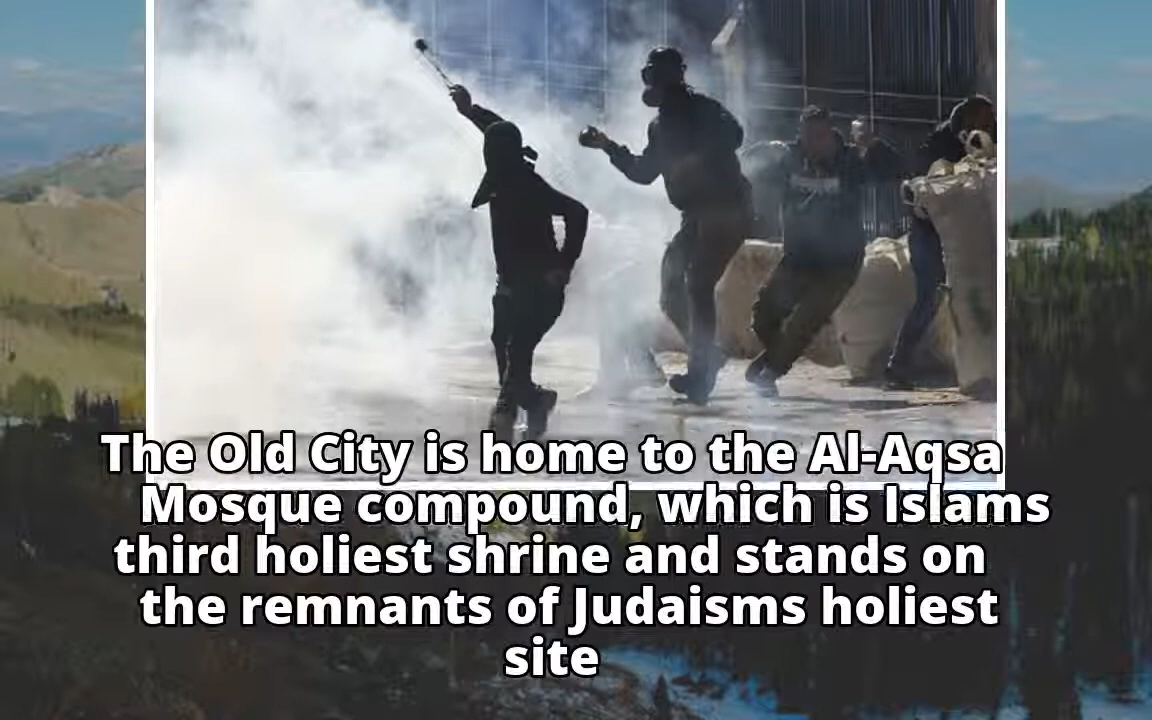 The Old City is home to the Al-Aqsa
Mosque compound, which is Islams
third holiest shrine and stands on
the remnants of Judaisms holiest
site